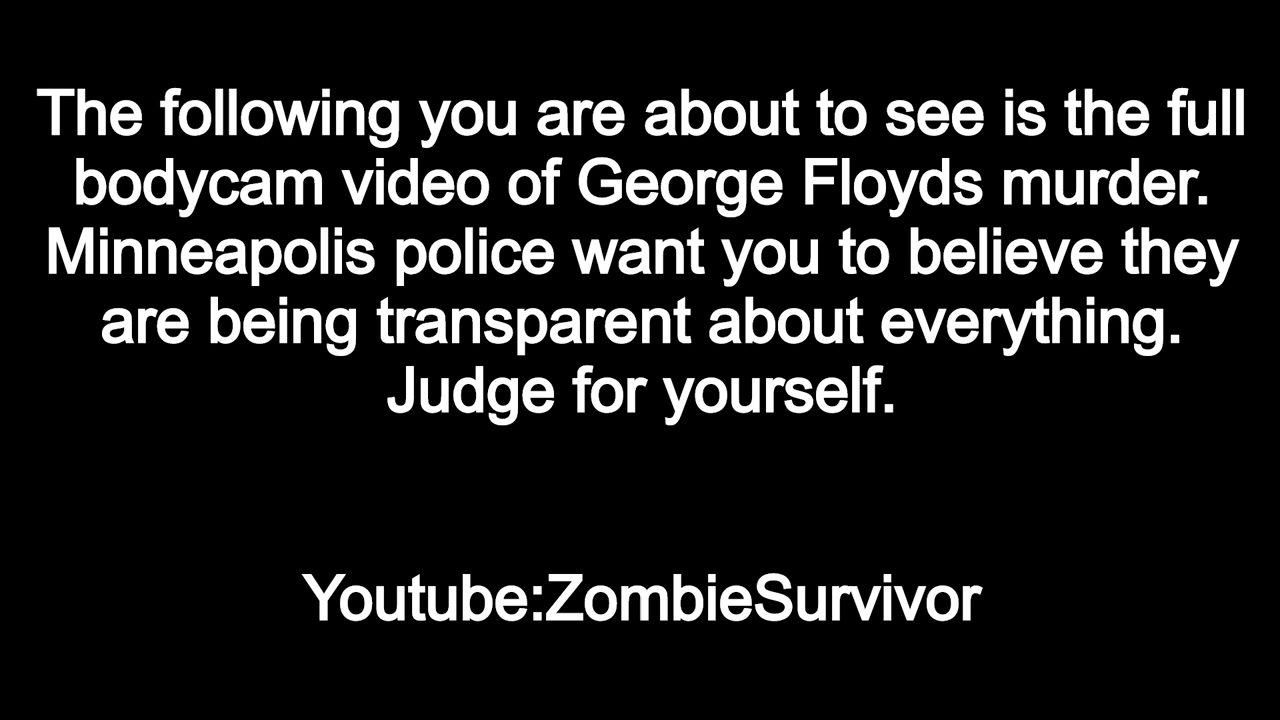 The following you are about to see is the full
bodycam video of George Floyds murder.
Minneapolis police want you to believe they
are being transparent about everything.
Judge for yourself.
Youtube:ZombieSurvivor